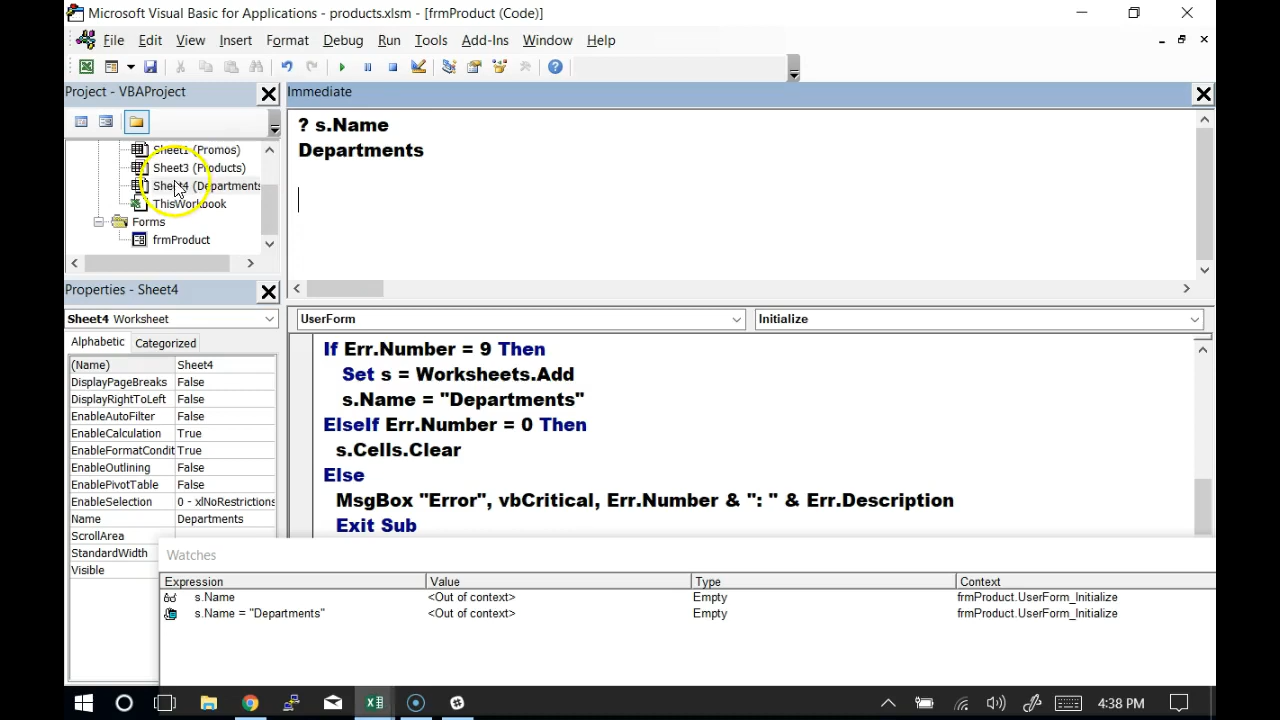 Microsoft Visual Basic for Applications - products.xlsm - [frmProduct (Code)]
File Edit View Insert Format Debug Run Tools Add-Ins Window Help
Project - VBAProject
Sheet1 (Promos)
Sheet3 (Products)
Sheet4 (Departments
ThisWorkbook
Forms
frmProduct
Immediate
? s.Name
Departments
Properties - Sheet4
Sheet4 Worksheet
Alphabetic Categorized
(Name) Sheet4
DisplayPageBreaks False
DisplayRightToLeft False
EnableAutoFilter False
EnableCalculation True
EnableFormatCondit True
EnableOutlining False
EnablePivotTable False
EnableSelection 0 - xlNoRestrictions
Name Departments
ScrollArea
StandardWidth
Visible
UserForm Initialize
If Err.Number = 9 Then
Set s = Worksheets.Add
s.Name = "Departments"
ElseIf Err.Number = 0 Then
s.Cells.Clear
Else
MsgBox "Error", vbCritical, Err.Number & ": " & Err.Description
Exit Sub
Watches
Expression Value Type Context
s.Name <Out of context> Empty frmProduct.UserForm_Initialize
s.Name = "Departments" <Out of context> Empty frmProduct.UserForm_Initialize
4:38 PM